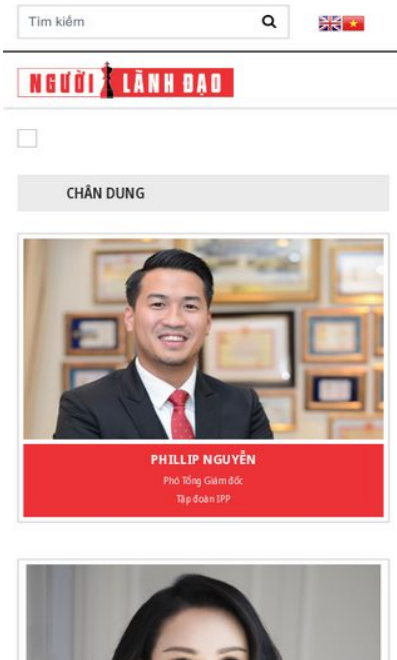 Tìm kiếm
NGƯỜI LÃNH ĐẠO
CHÂN DUNG
PHILLIP NGUYỄN
Phó Tổng Giám đốc
Tập đoàn IPP